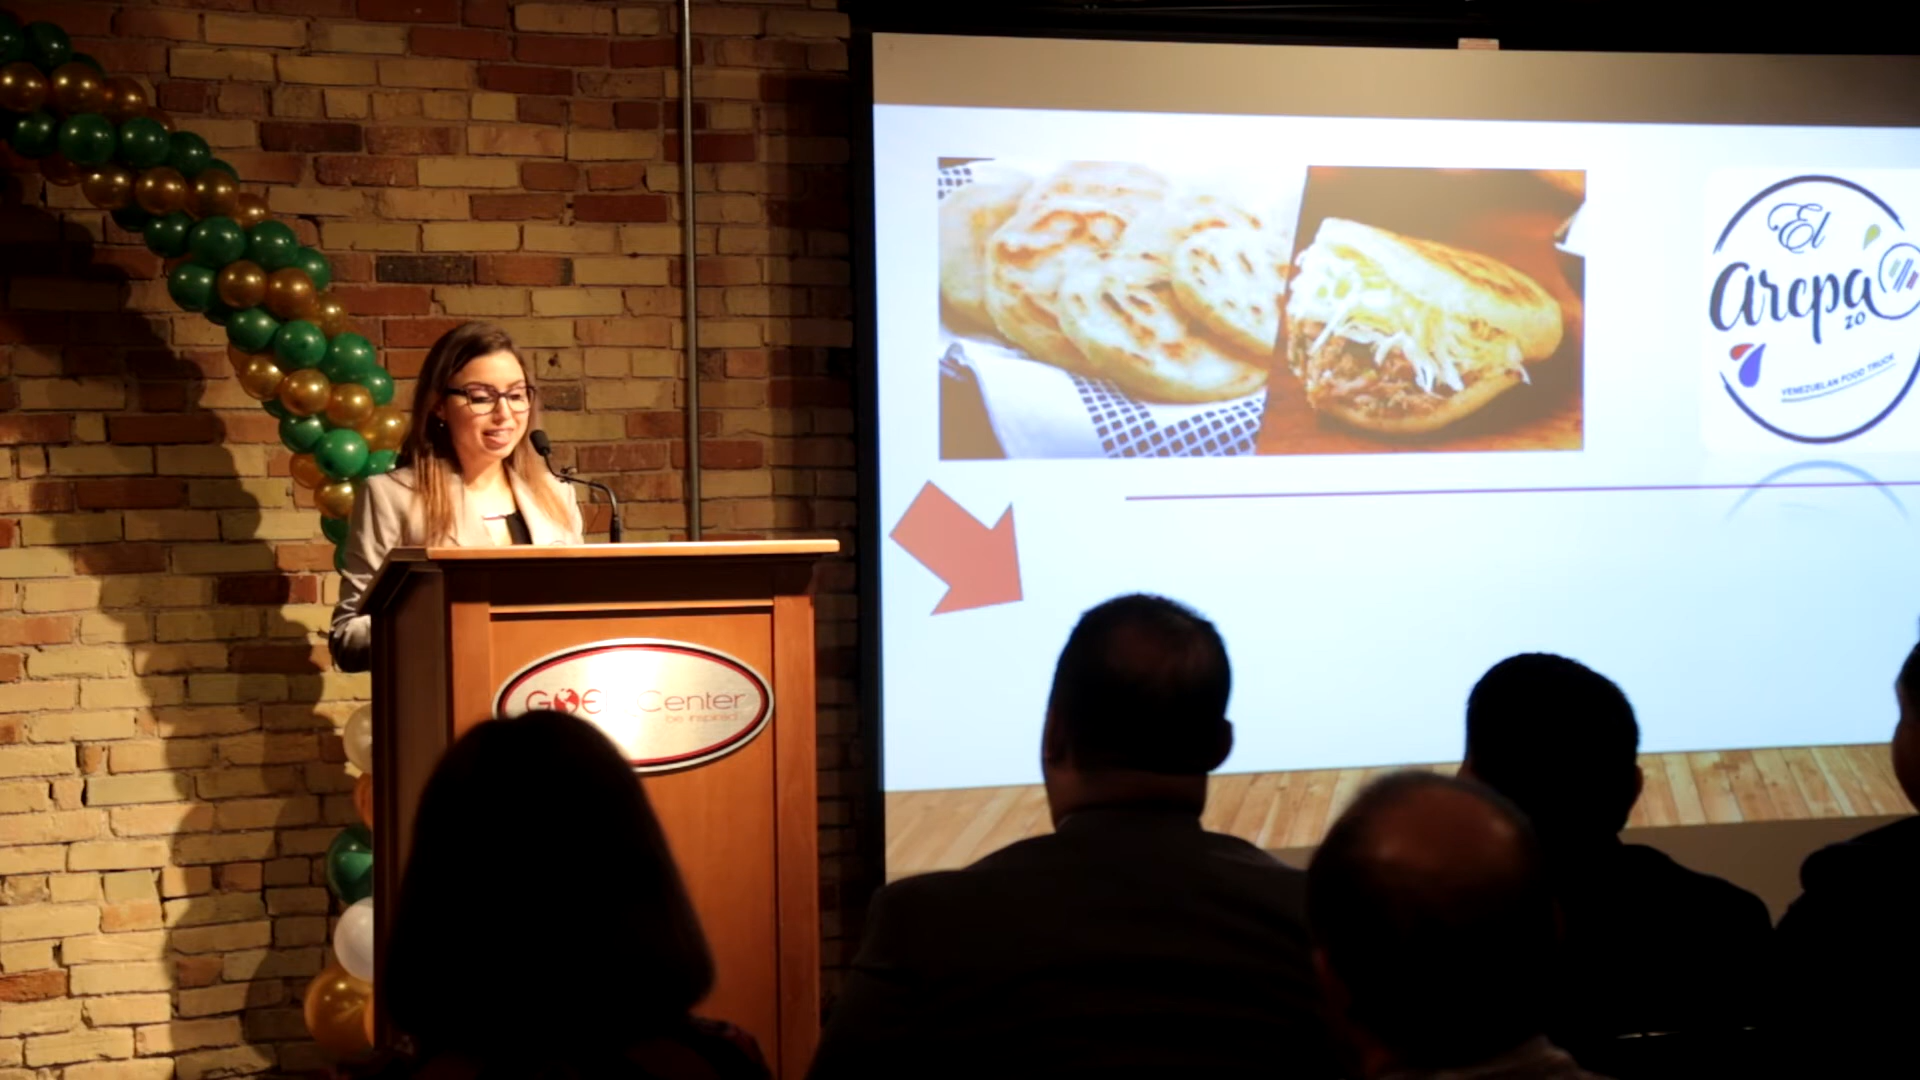 El
arepa
zo
VENEZUELAN FOOD TRUCK
Center
be inspired